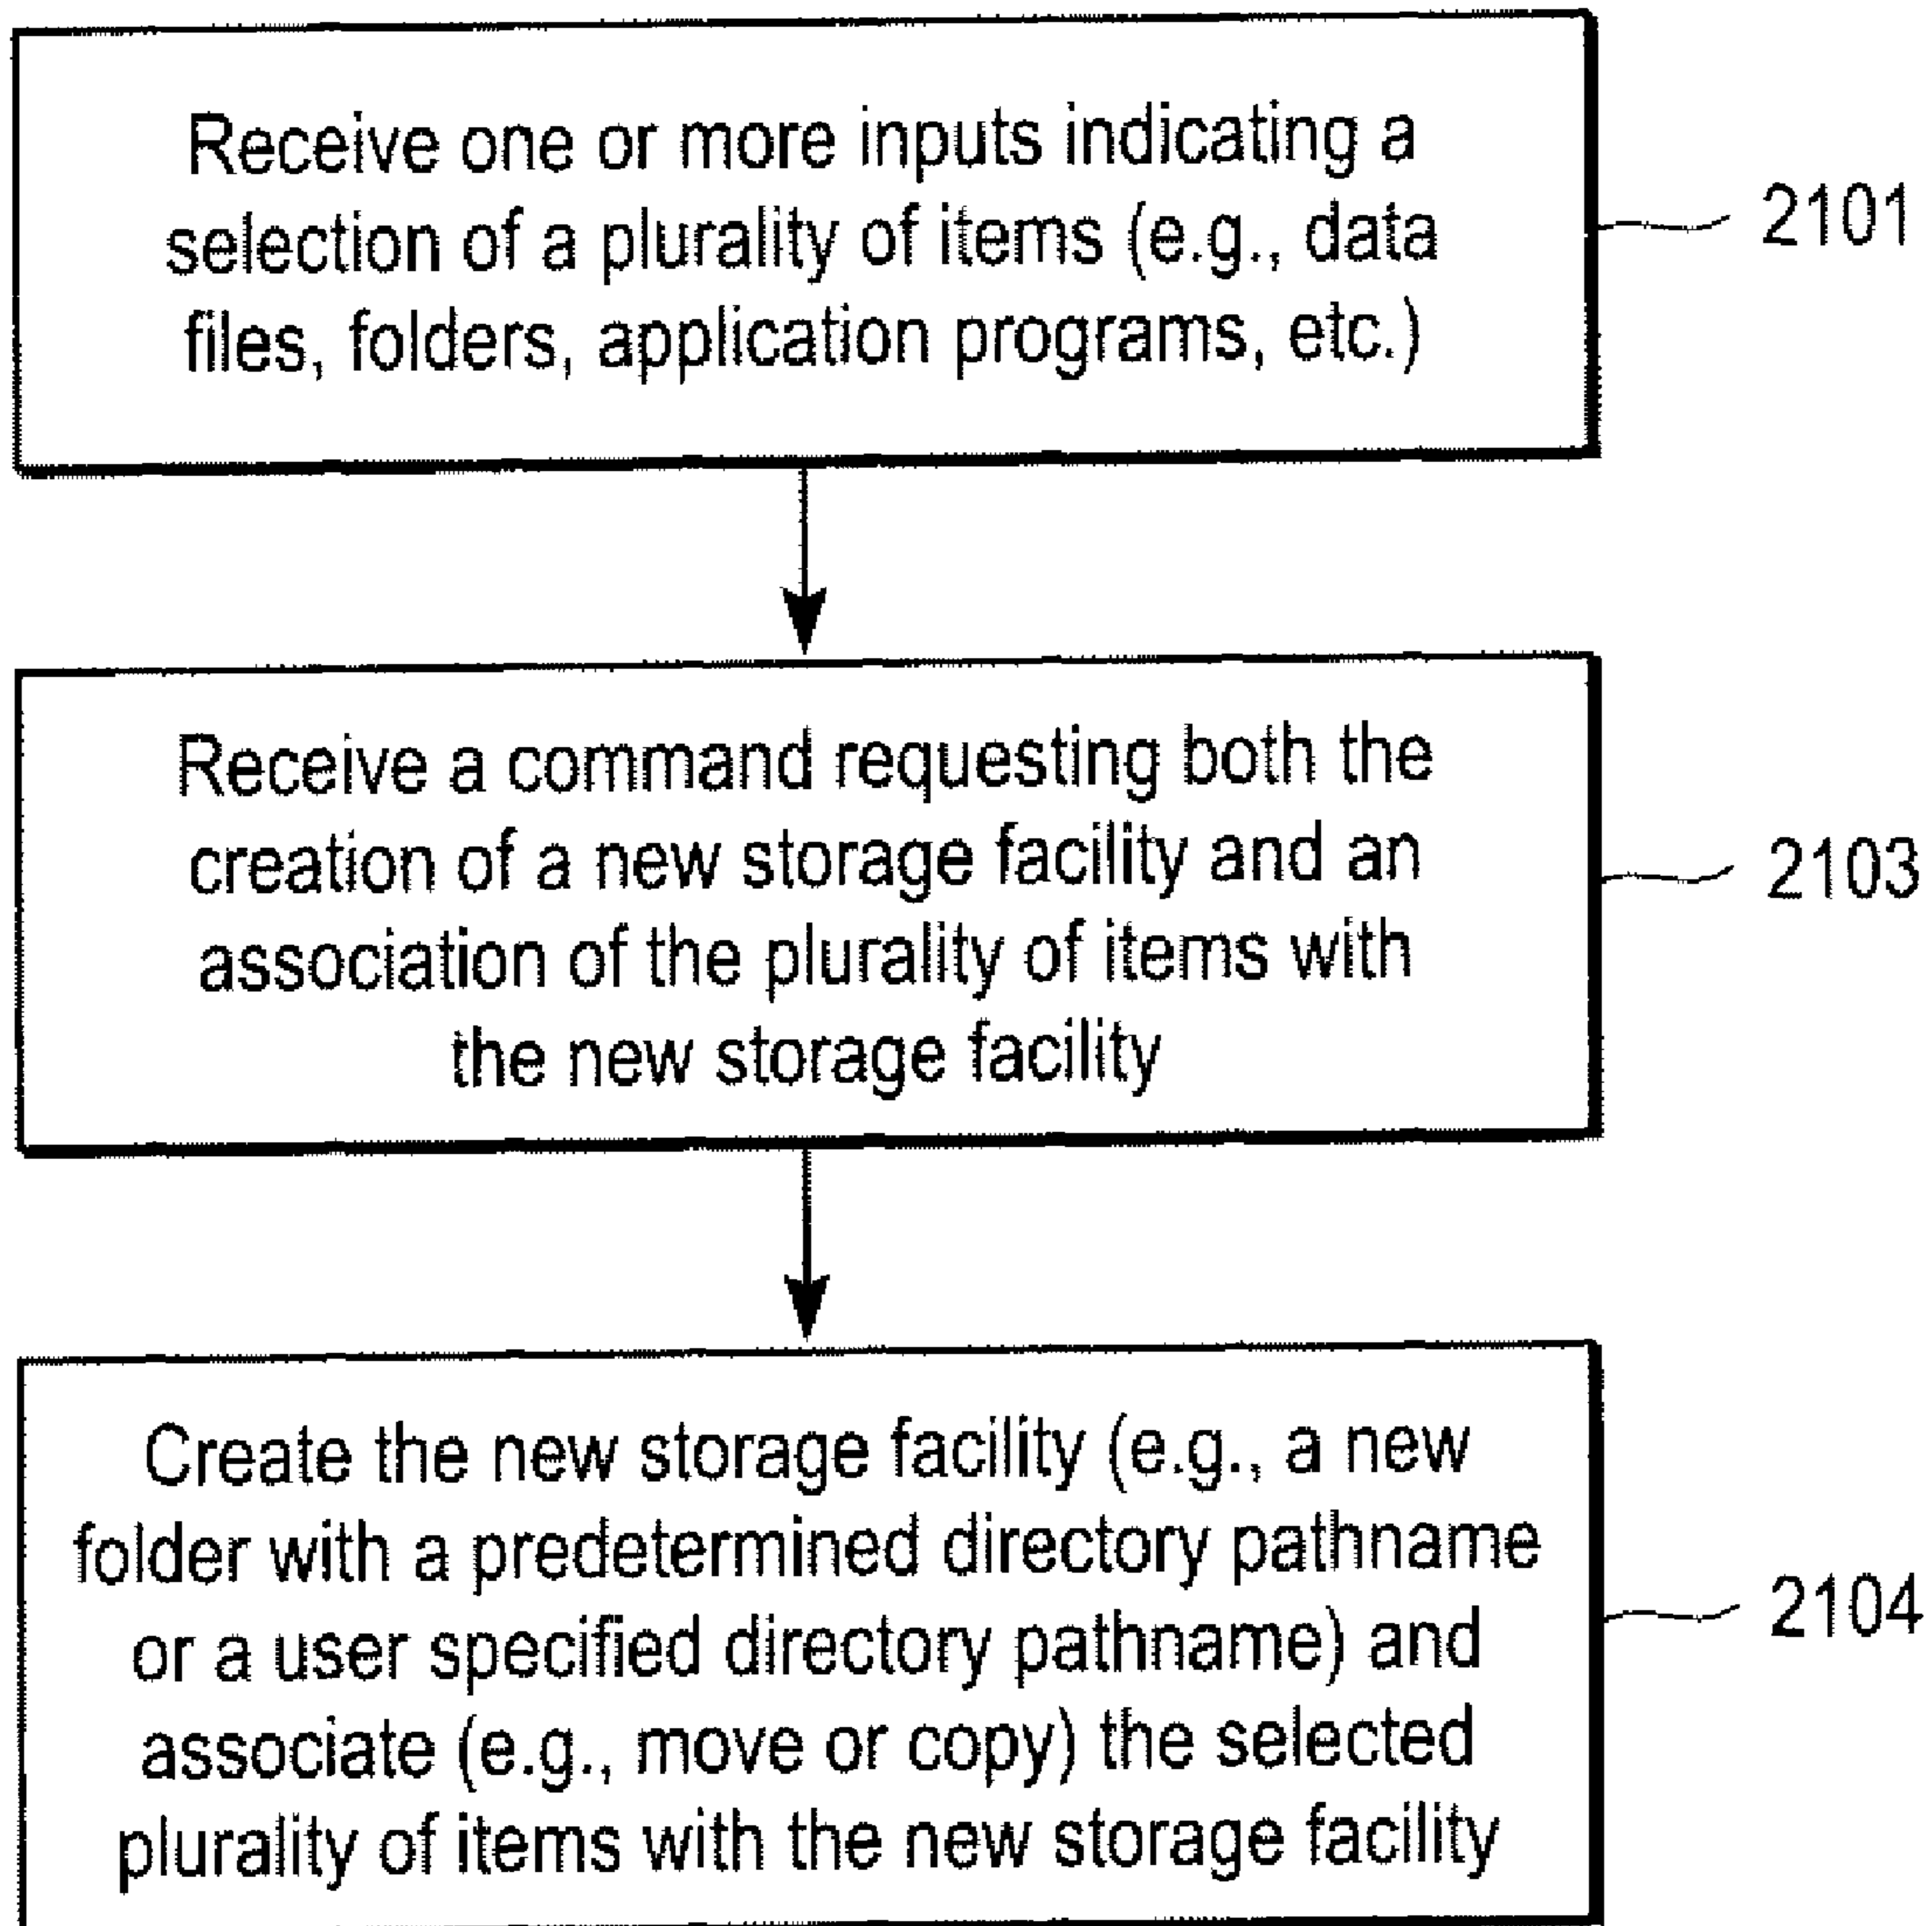 Receive one or more inputs indicating a
selection of a plurality of items (e.g., data
files, folders, application programs, etc.)
2101
Receive a command requesting both the
creation of a new storage facility and an
association of the plurality of items with
the new storage facility
2103
Create the new storage facility (e.g., a new
folder with a predetermined directory pathname
or a user specified directory pathname) and
associate (e.g., move or copy) the selected
plurality of items with the new storage facility
2104